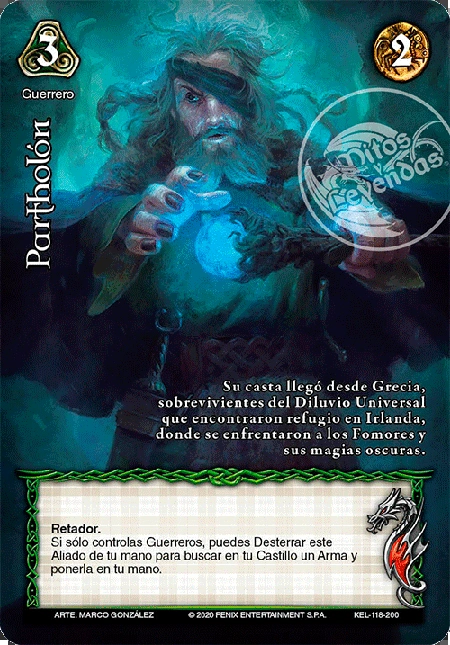 3
2
Guerrero
Partholón
Mitos y
Leyendas
Su casta llegó desde Grecia,
sobrevivientes del Diluvio Universal
que encontraron refugio en Irlanda,
donde se enfrentaron a los Fomores y
sus magias oscuras.
Retador.
Si sólo controlas Guerreros, puedes Desterrar este
Aliado de tu mano para buscar en tu Castillo un Arma y
ponerla en tu mano.
ARTE. MARCO GONZÁLEZ © 2020 FENIX ENTERTAINMENT S.P.A. KEL-118-200